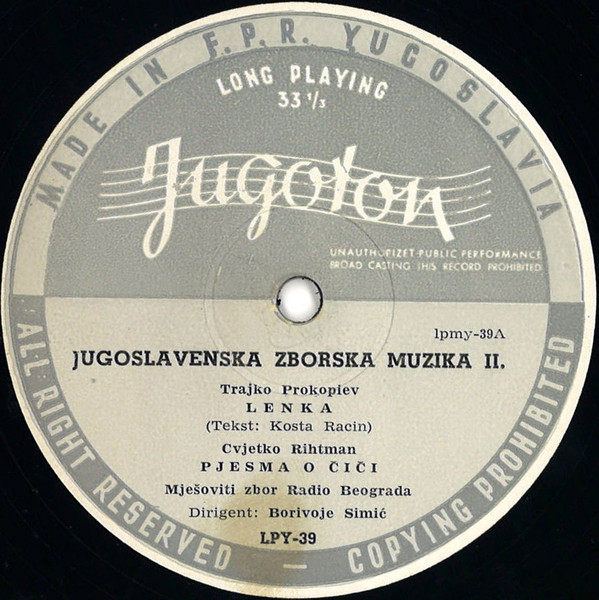 MADE IN F.P.R. YUGOSLAVIA
LONG PLAYING
33 1/3
Jugoton
UNAUTHORIZET PUBLIC PERFORMANCE
BROAD CASTING THIS RECORD PROHIBITED
lpmy-39A
JUGOSLAVENSKA ZBORSKA MUZIKA II.
Trajko Prokopiev
LENKA
(Tekst: Kosta Racin)
Cvjetko Rihtman
PJESMA O ČIČI
Mješoviti zbor Radio Beograda
Dirigent: Borivoje Simić
LPY-39
ALL RIGHT RESERVED — COPYING PROHIBITED